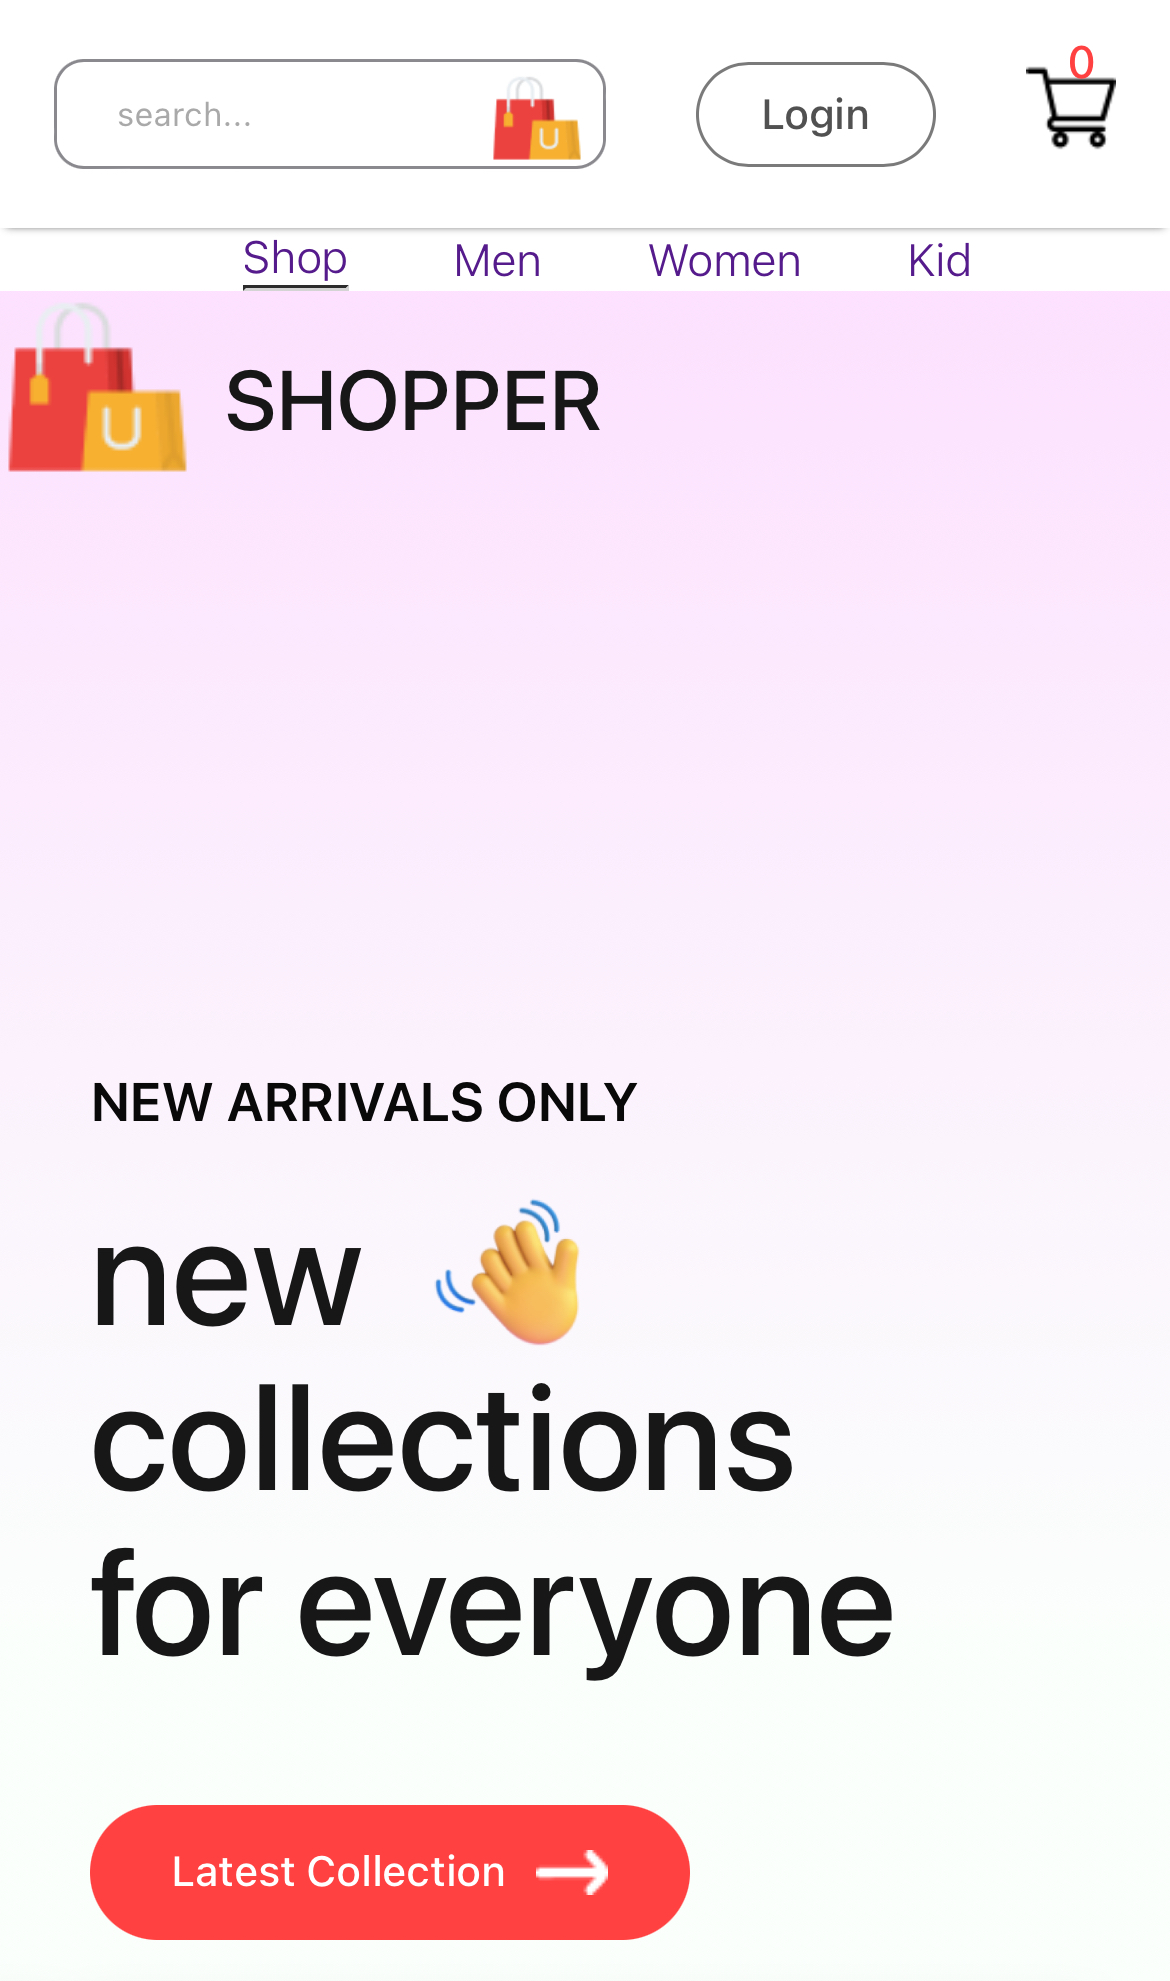 search...
Login
0
Shop
Men
Women
Kid
SHOPPER
NEW ARRIVALS ONLY
new
collections
for everyone
Latest Collection